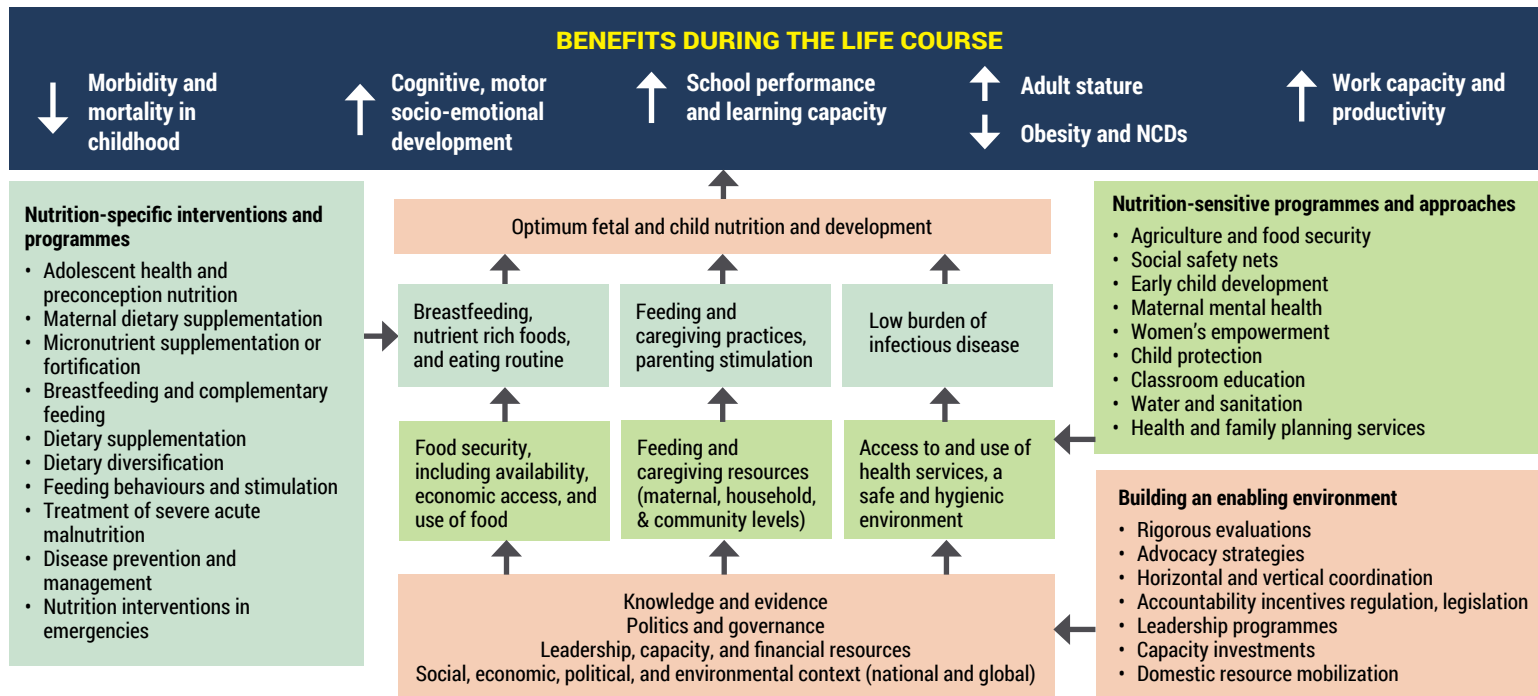 BENEFITS DURING THE LIFE COURSE
Morbidity and
mortality in
childhood
Cognitive, motor
socio-emotional
development
School performance
and learning capacity
Adult stature
Obesity and NCDs
Work capacity and
productivity
Nutrition-specific interventions and
programmes
• Adolescent health and
preconception nutrition
• Maternal dietary supplementation
• Micronutrient supplementation or
fortification
• Breastfeeding and complementary
feeding
• Dietary supplementation
• Dietary diversification
• Feeding behaviours and stimulation
• Treatment of severe acute
malnutrition
• Disease prevention and
management
• Nutrition interventions in
emergencies
Optimum fetal and child nutrition and development
Breastfeeding,
nutrient rich foods,
and eating routine
Feeding and
caregiving practices,
parenting stimulation
Low burden of
infectious disease
Food security,
including availability,
economic access, and
use of food
Feeding and
caregiving resources
(maternal, household,
& community levels)
Access to and use of
health services, a
safe and hygienic
environment
Knowledge and evidence
Politics and governance
Leadership, capacity, and financial resources
Social, economic, political, and environmental context (national and global)
Nutrition-sensitive programmes and approaches
• Agriculture and food security
• Social safety nets
• Early child development
• Maternal mental health
• Women's empowerment
• Child protection
• Classroom education
• Water and sanitation
• Health and family planning services
Building an enabling environment
• Rigorous evaluations
• Advocacy strategies
• Horizontal and vertical coordination
• Accountability incentives regulation, legislation
• Leadership programmes
• Capacity investments
• Domestic resource mobilization